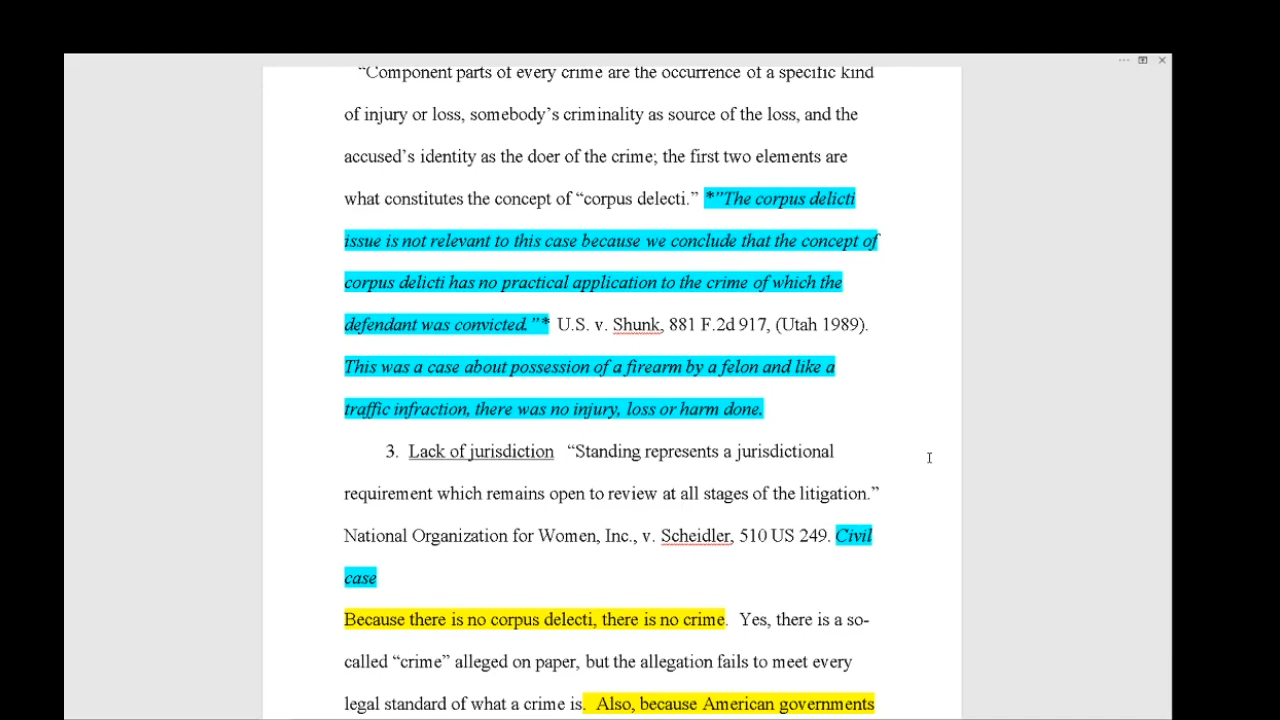 “Component parts of every crime are the occurrence of a specific kind
of injury or loss, somebody’s criminality as source of the loss, and the
accused’s identity as the doer of the crime; the first two elements are
what constitutes the concept of “corpus delecti.” *”The corpus delicti
issue is not relevant to this case because we conclude that the concept of
corpus delicti has no practical application to the crime of which the
defendant was convicted.”* U.S. v. Shunk, 881 F.2d 917, (Utah 1989).
This was a case about possession of a firearm by a felon and like a
traffic infraction, there was no injury, loss or harm done.
3. Lack of jurisdiction “Standing represents a jurisdictional
requirement which remains open to review at all stages of the litigation.”
National Organization for Women, Inc., v. Scheidler, 510 US 249. Civil
case
Because there is no corpus delecti, there is no crime. Yes, there is a so-
called “crime” alleged on paper, but the allegation fails to meet every
legal standard of what a crime is. Also, because American governments